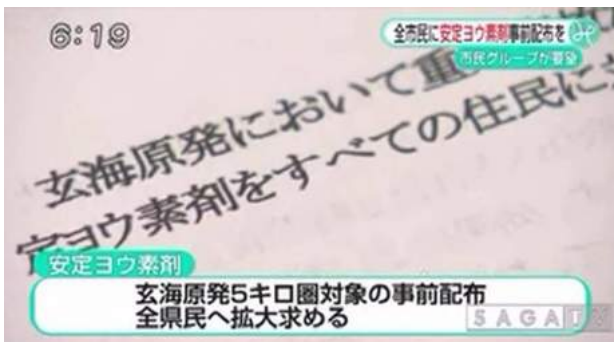 6:19
全市民に安定ヨウ素剤事前配布を
市民グループが要望
玄海原発において重
定ヨウ素剤をすべての住民に
安定ヨウ素剤
玄海原発5キロ圏対象の事前配布
全県民へ拡大求める
SAGATV